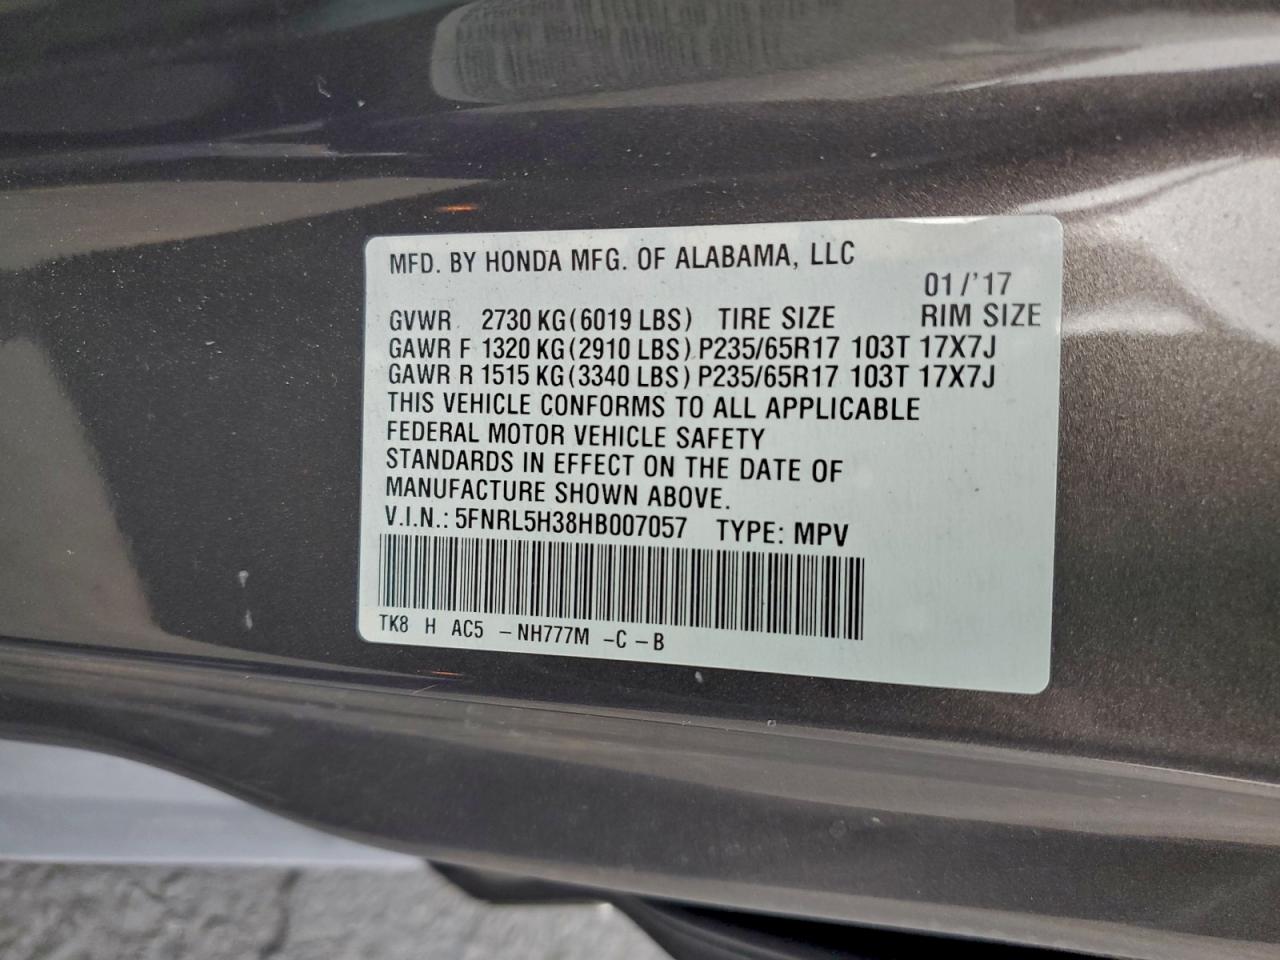 MFD. BY HONDA MFG. OF ALABAMA, LLC
01/'17
GVWR 2730 KG(6019 LBS) TIRE SIZE RIM SIZE
GAWR F 1320 KG(2910 LBS) P235/65R17 103T 17X7J
GAWR R 1515 KG(3340 LBS) P235/65R17 103T 17X7J
THIS VEHICLE CONFORMS TO ALL APPLICABLE
FEDERAL MOTOR VEHICLE SAFETY
STANDARDS IN EFFECT ON THE DATE OF
MANUFACTURE SHOWN ABOVE.
V.I.N.: 5FNRL5H38HB007057 TYPE: MPV
TK8 H AC5 -NH777M -C -B